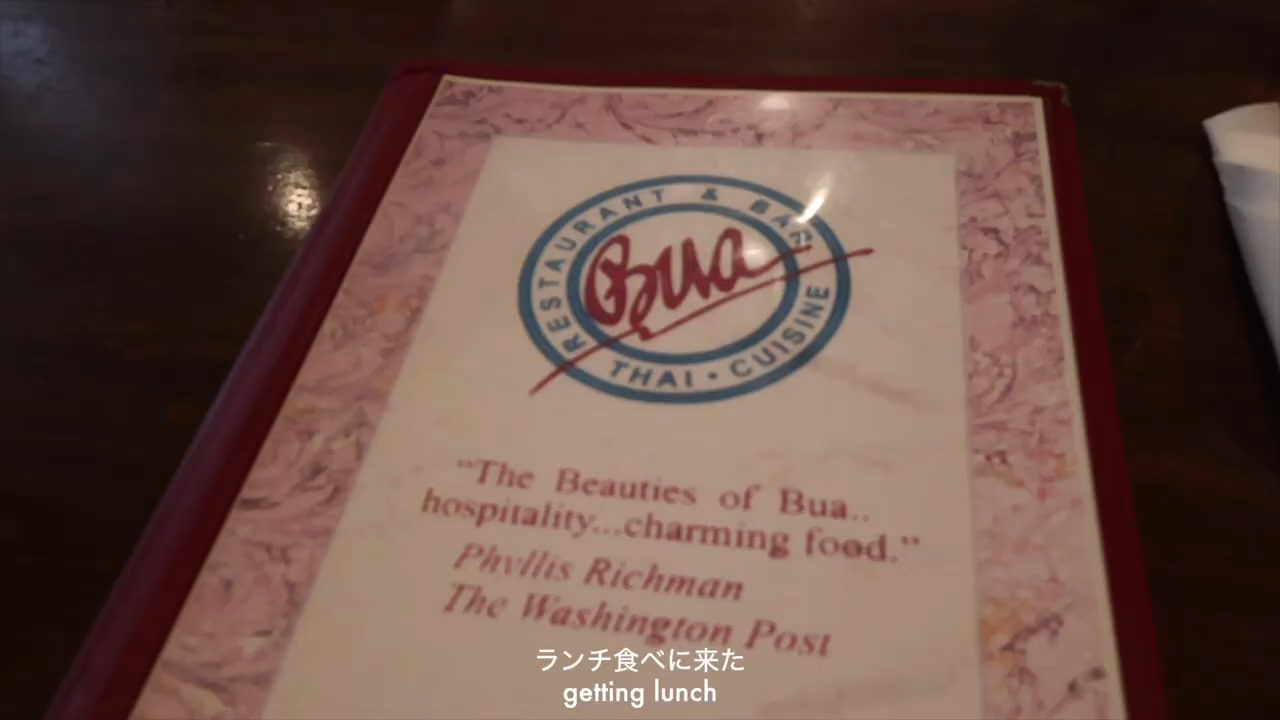 RESTAURANT & BAR
Bua
THAI • CUISINE
“The Beauties of Bua..
hospitality...charming food.”
Phyllis Richman
The Washington Post
ランチ食べに来た
getting lunch